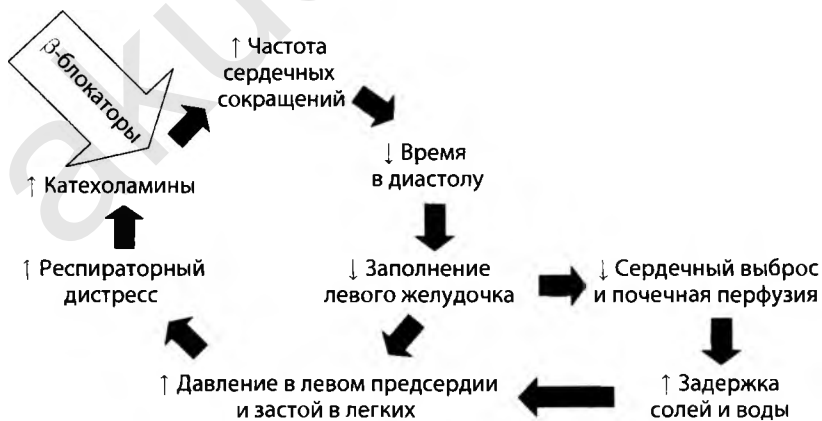 β-блокаторы
↑ Частота
сердечных
сокращений
↓ Время
в диастолу
↑ Катехоламины
↑ Респираторный
дистресс
↓ Заполнение
левого желудочка
↓ Сердечный выброс
и почечная перфузия
↑ Давление в левом предсердии
и застой в легких
↑ Задержка
солей и воды